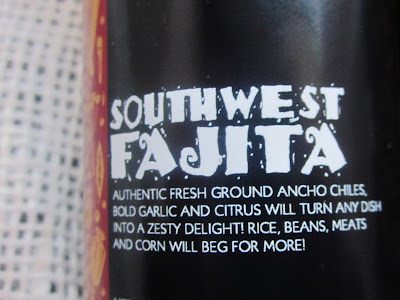 SOUTHWEST
FAJITA
AUTHENTIC FRESH GROUND ANCHO CHILES,
BOLD GARLIC AND CITRUS WILL TURN ANY DISH
INTO A ZESTY DELIGHT! RICE, BEANS, MEATS
AND CORN WILL BEG FOR MORE!